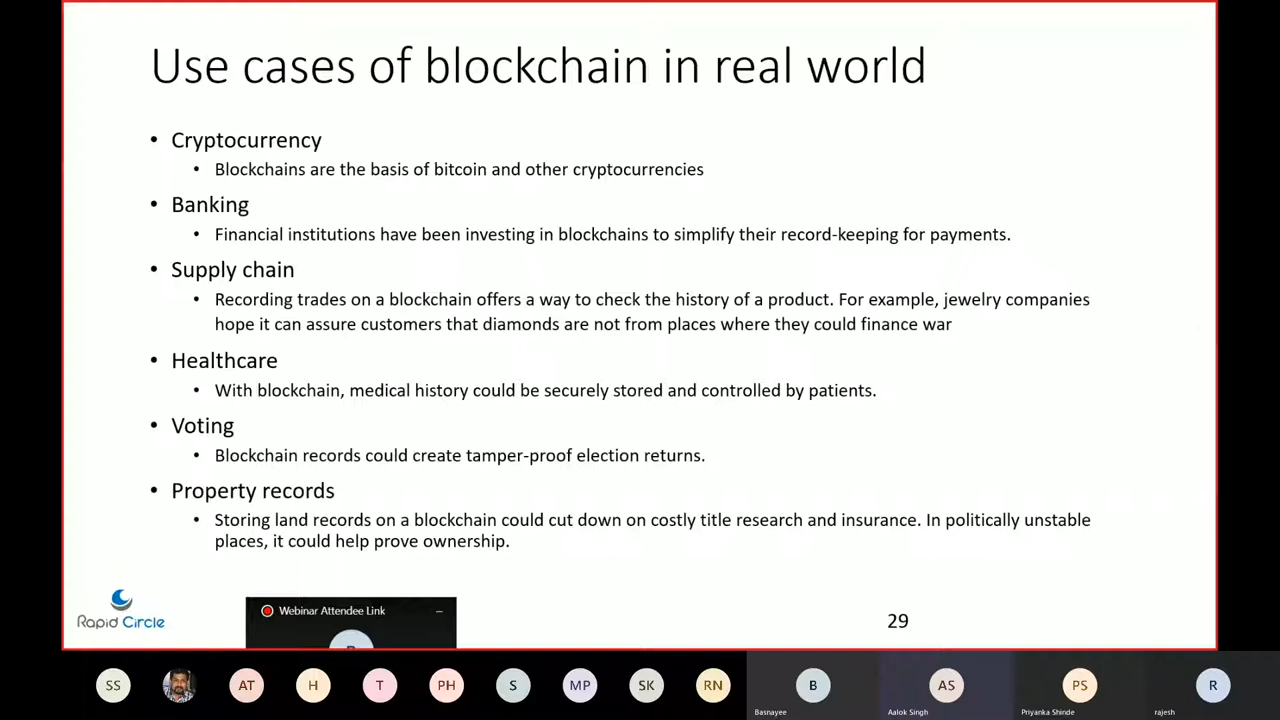 Use cases of blockchain in real world
• Cryptocurrency
• Blockchains are the basis of bitcoin and other cryptocurrencies
• Banking
• Financial institutions have been investing in blockchains to simplify their record-keeping for payments.
• Supply chain
• Recording trades on a blockchain offers a way to check the history of a product. For example, jewelry companies
hope it can assure customers that diamonds are not from places where they could finance war
• Healthcare
• With blockchain, medical history could be securely stored and controlled by patients.
• Voting
• Blockchain records could create tamper-proof election returns.
• Property records
• Storing land records on a blockchain could cut down on costly title research and insurance. In politically unstable
places, it could help prove ownership.
Rapid Circle
Webinar Attendee Link
29
SS AT H T PH S MP SK RN B AS PS R
Basnayee Aalok Singh Priyanka Shinde rajesh